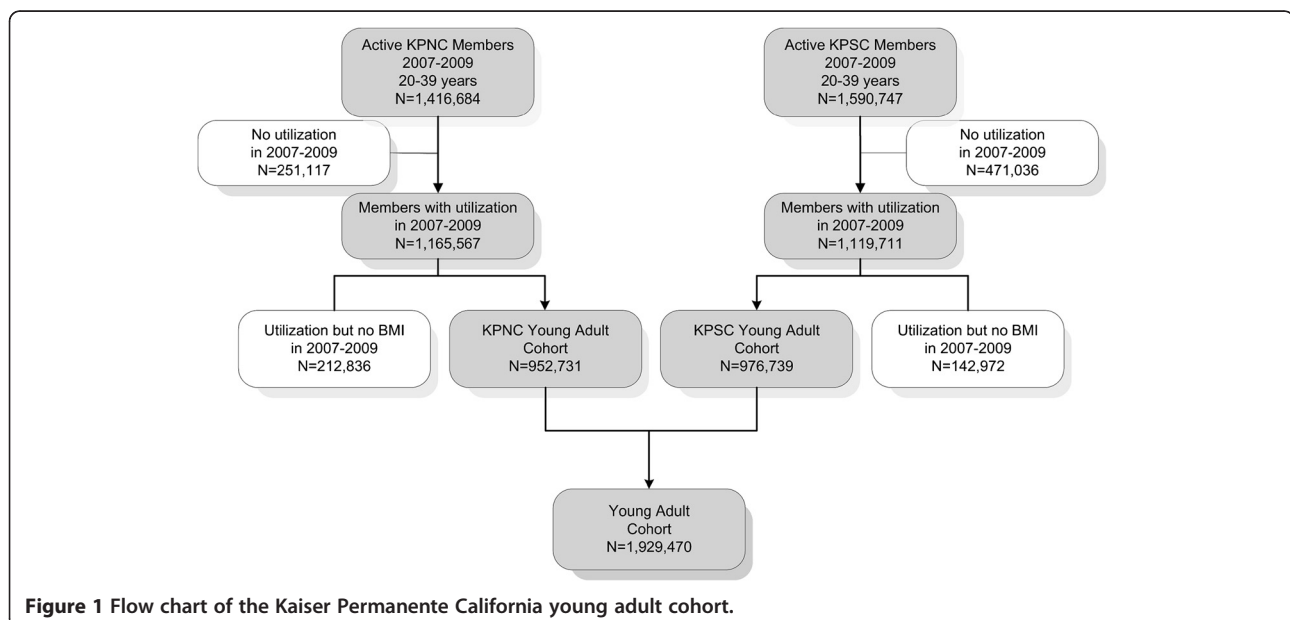 Active KPNC Members
2007-2009
20-39 years
N=1,416,684
Active KPSC Members
2007-2009
20-39 years
N=1,590,747
No utilization
in 2007-2009
N=251,117
No utilization
in 2007-2009
N=471,036
Members with utilization
in 2007-2009
N=1,165,567
Members with utilization
in 2007-2009
N=1,119,711
Utilization but no BMI
in 2007-2009
N=212,836
KPNC Young Adult
Cohort
N=952,731
KPSC Young Adult
Cohort
N=976,739
Utilization but no BMI
in 2007-2009
N=142,972
Young Adult
Cohort
N=1,929,470
Figure 1 Flow chart of the Kaiser Permanente California young adult cohort.